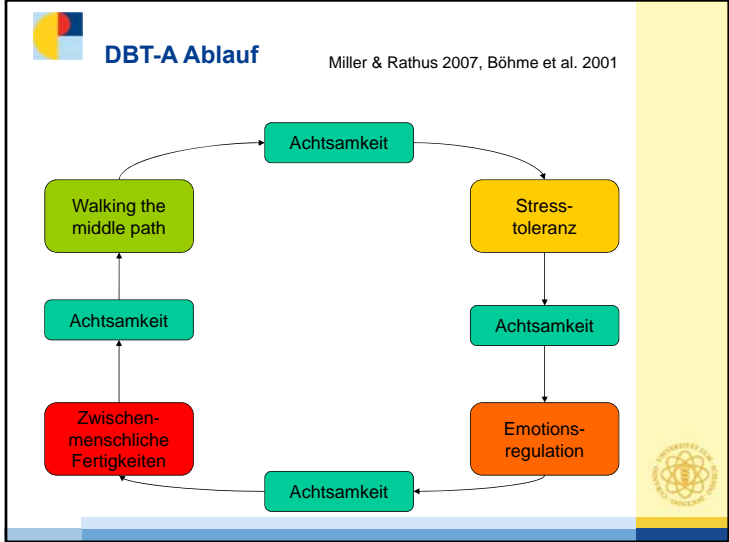 DBT-A Ablauf
Miller & Rathus 2007, Böhme et al. 2001
Achtsamkeit
Walking the
middle path
Stress-
toleranz
Achtsamkeit
Achtsamkeit
Zwischen-
menschliche
Fertigkeiten
Emotions-
regulation
Achtsamkeit